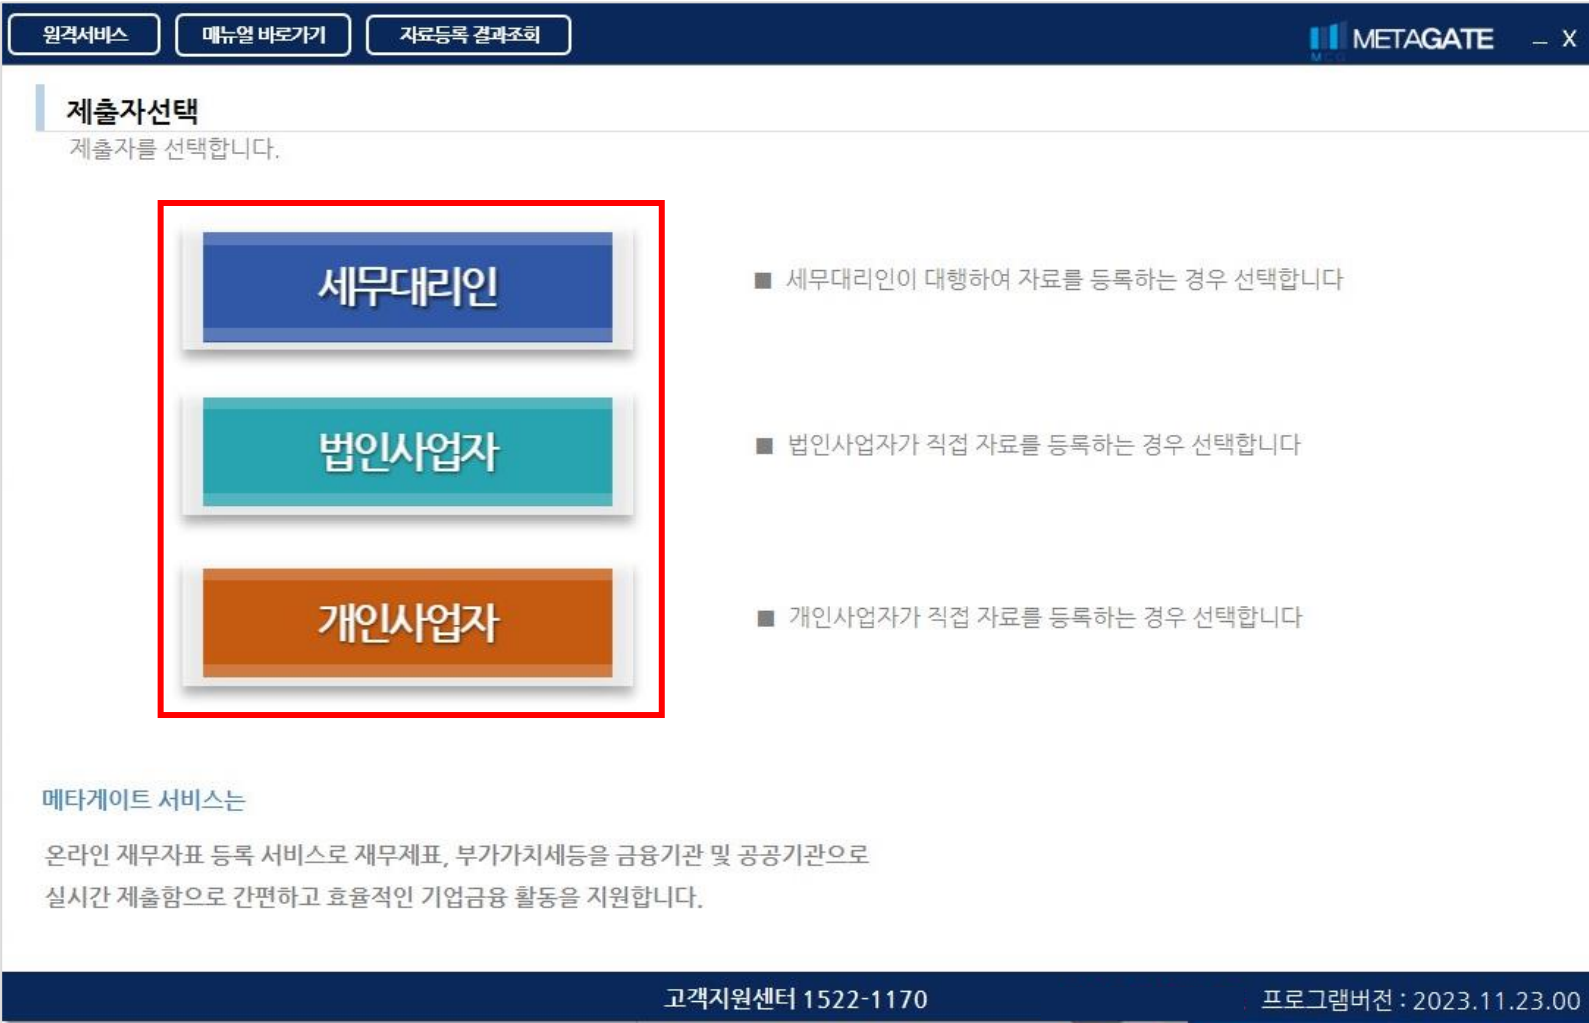 원격서비스 매뉴얼 바로가기 자료등록 결과조회 MCG METAGATE _ X
제출자선택
제출자를 선택합니다.
세무대리인 ■ 세무대리인이 대행하여 자료를 등록하는 경우 선택합니다
법인사업자 ■ 법인사업자가 직접 자료를 등록하는 경우 선택합니다
개인사업자 ■ 개인사업자가 직접 자료를 등록하는 경우 선택합니다
메타게이트 서비스는
온라인 재무자표 등록 서비스로 재무제표, 부가가치세등을 금융기관 및 공공기관으로
실시간 제출함으로 간편하고 효율적인 기업금융 활동을 지원합니다.
고객지원센터 1522-1170 프로그램버전 : 2023.11.23.00